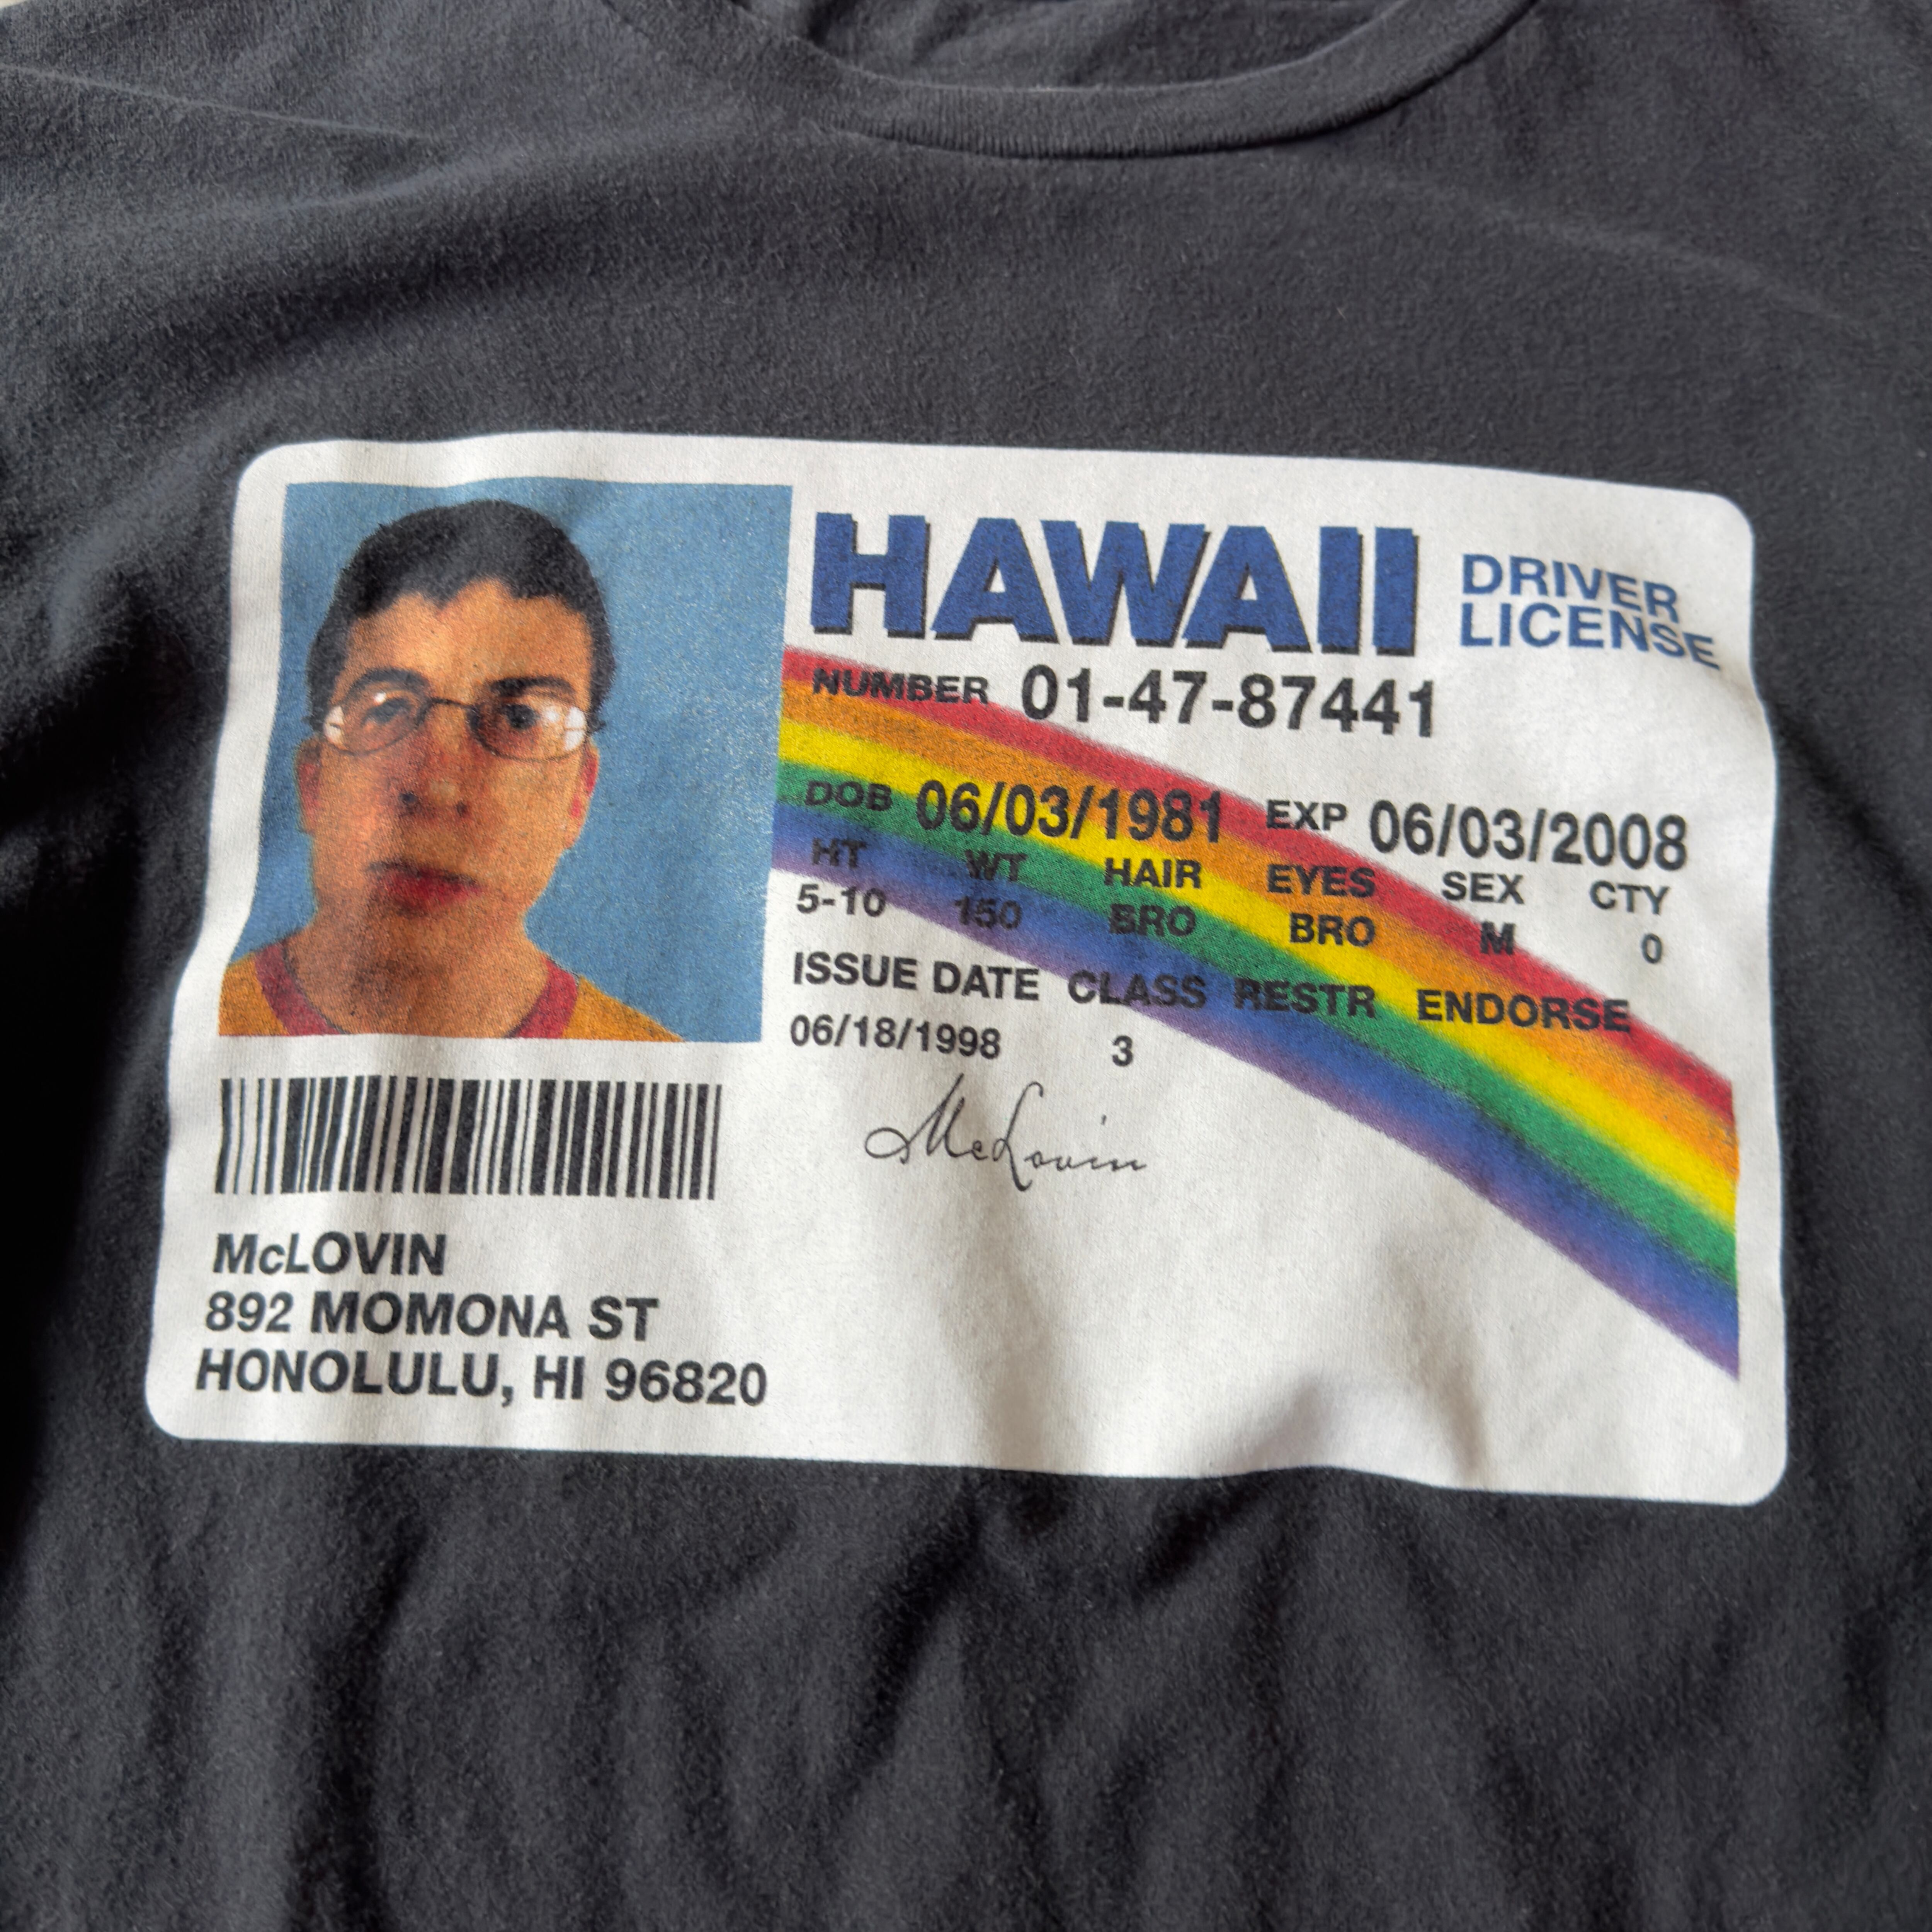 HAWAII DRIVER LICENSE
NUMBER 01-47-87441
DOB 06/03/1981 EXP 06/03/2008
HT WT HAIR EYES SEX CTY
5-10 150 BRO BRO M 0
ISSUE DATE CLASS RESTR ENDORSE
06/18/1998 3
McLovin
McLOVIN
892 MOMONA ST
HONOLULU, HI 96820